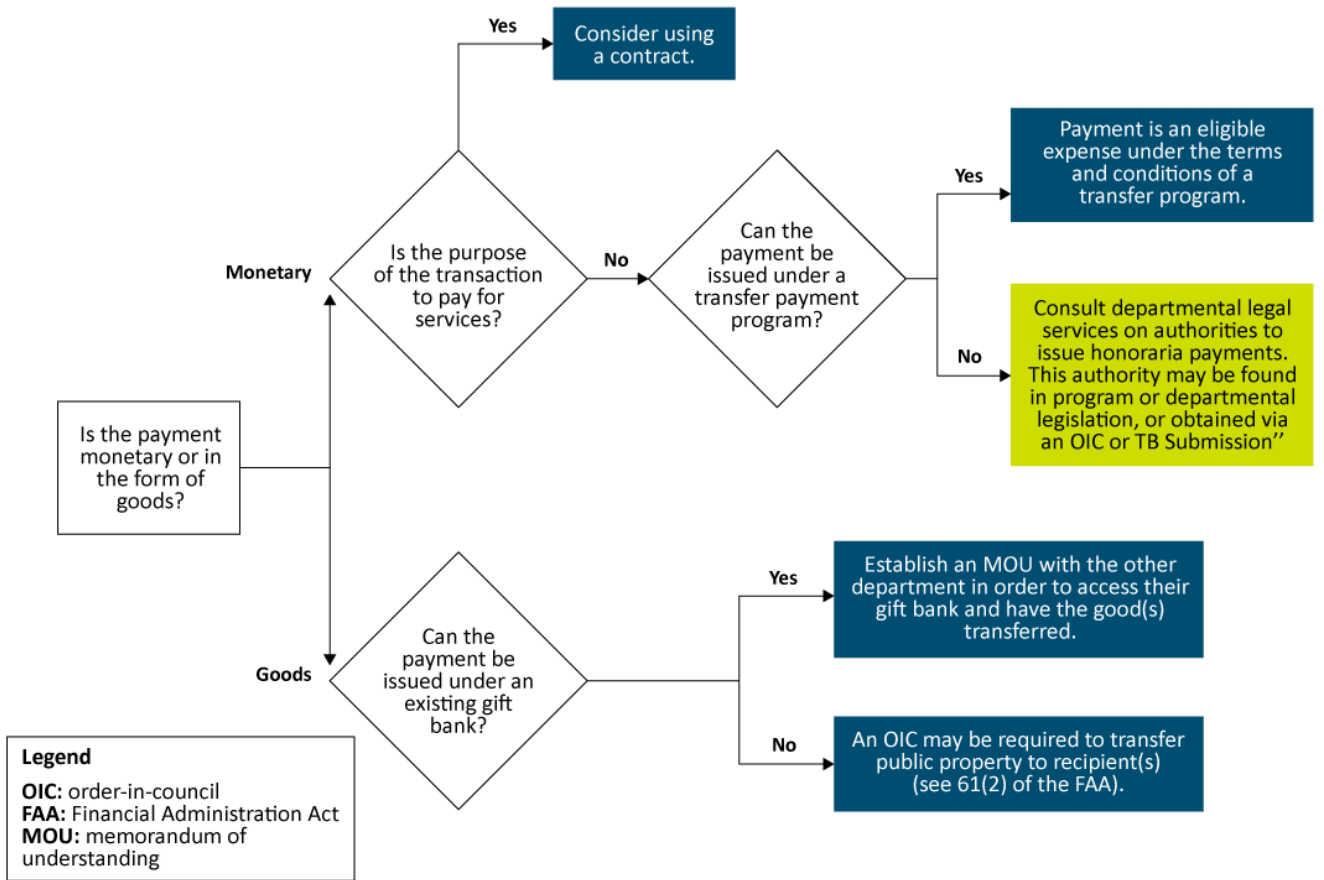 Yes
Consider using
a contract.
Monetary
Is the purpose
of the transaction
to pay for
services?
No
Can the
payment be
issued under a
transfer payment
program?
Yes
Payment is an eligible
expense under the terms
and conditions of a
transfer program.
No
Consult departmental legal
services on authorities to
issue honoraria payments.
This authority may be found
in program or departmental
legislation, or obtained via
an OIC or TB Submission’’
Is the payment
monetary or in
the form of
goods?
Goods
Can the
payment be
issued under an
existing gift
bank?
Yes
Establish an MOU with the other
department in order to access their
gift bank and have the good(s)
transferred.
No
An OIC may be required to transfer
public property to recipient(s)
(see 61(2) of the FAA).
Legend
OIC: order-in-council
FAA: Financial Administration Act
MOU: memorandum of
understanding